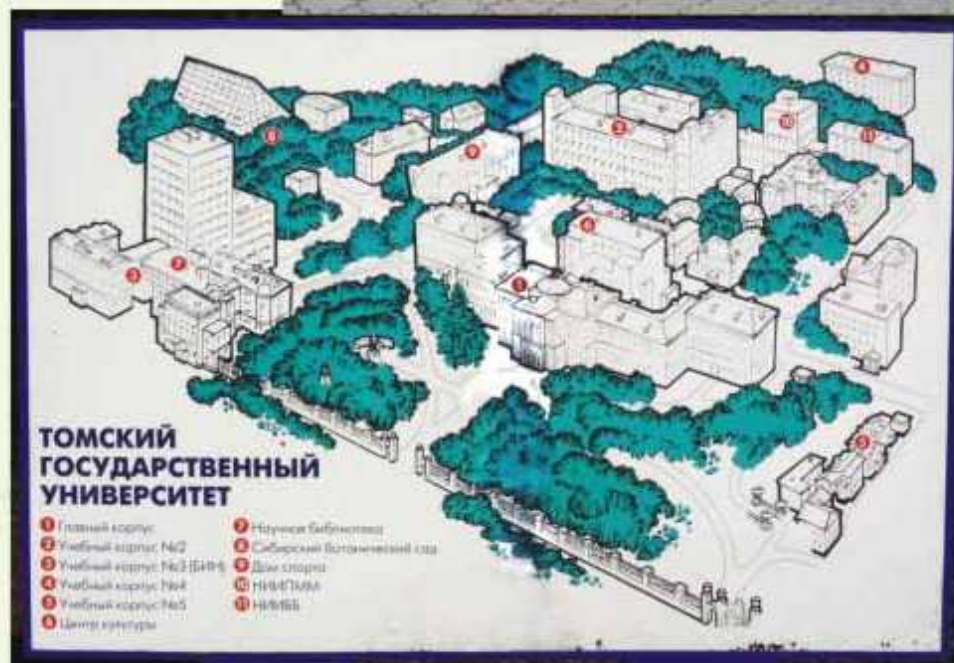 ТОМСКИЙ
ГОСУДАРСТВЕННЫЙ
УНИВЕРСИТЕТ
1 Главный корпус
2 Учебный корпус №2
3 Учебный корпус №3 (БИН)
4 Учебный корпус №4
5 Учебный корпус №5
6 Центр культуры
7 Научная библиотека
8 Сибирский ботанический сад
9 Дом спорта
10 НИИПММ
11 НИИББ